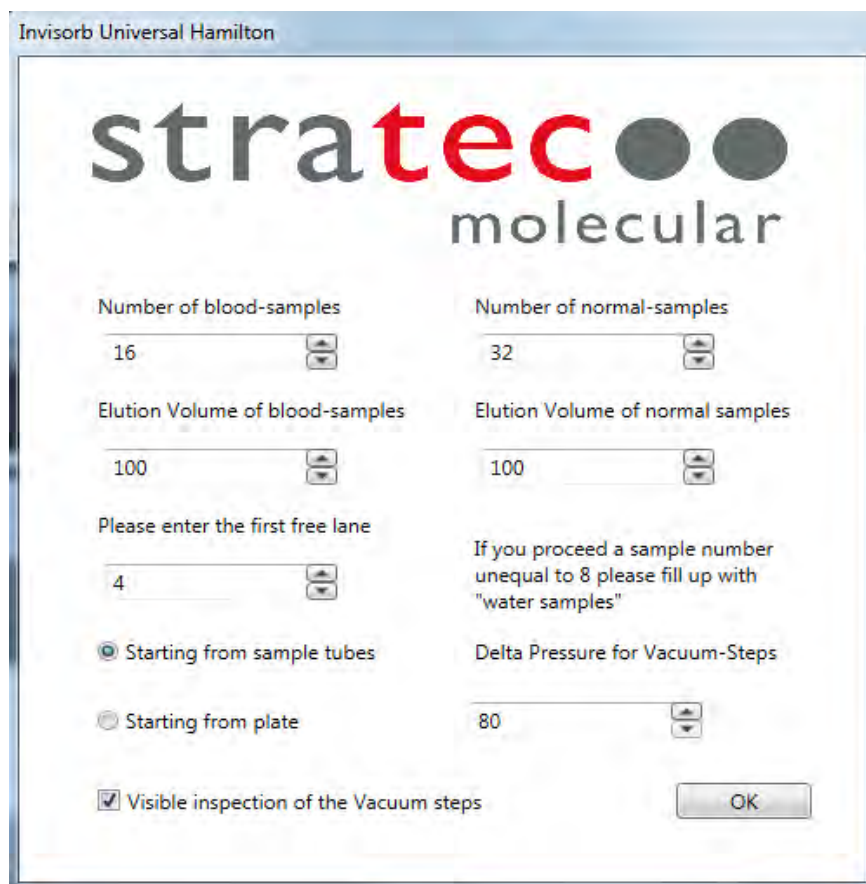 Invisorb Universal Hamilton
stratec
molecular
Number of blood-samples
Number of normal-samples
16
32
Elution Volume of blood-samples
Elution Volume of normal samples
100
100
Please enter the first free lane
4
If you proceed a sample number
unequal to 8 please fill up with
"water samples"
Starting from sample tubes
Delta Pressure for Vacuum-Steps
Starting from plate
80
Visible inspection of the Vacuum steps
OK